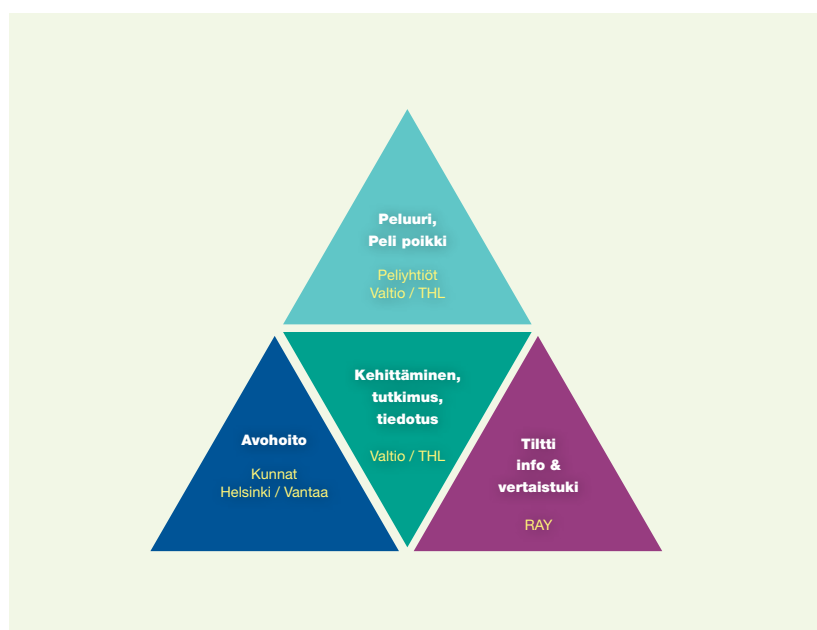 Peluuri,
Peli poikki
Peliyhtiöt
Valtio / THL
Kehittäminen,
tutkimus,
tiedotus
Valtio / THL
Avohoito
Kunnat
Helsinki / Vantaa
Tiltti
info &
vertaistuki
RAY